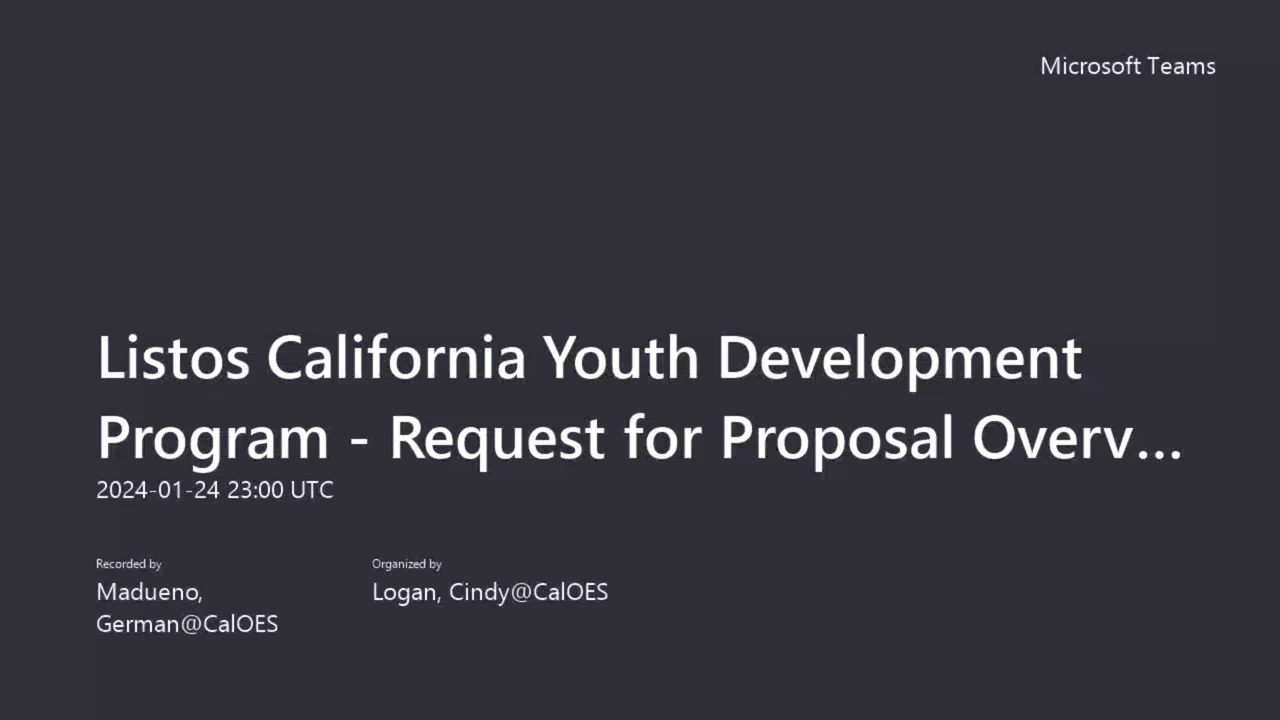 Microsoft Teams
Listos California Youth Development
Program - Request for Proposal Overv...
2024-01-24 23:00 UTC
Recorded by
Madueno,
German@CalOES
Organized by
Logan, Cindy@CalOES